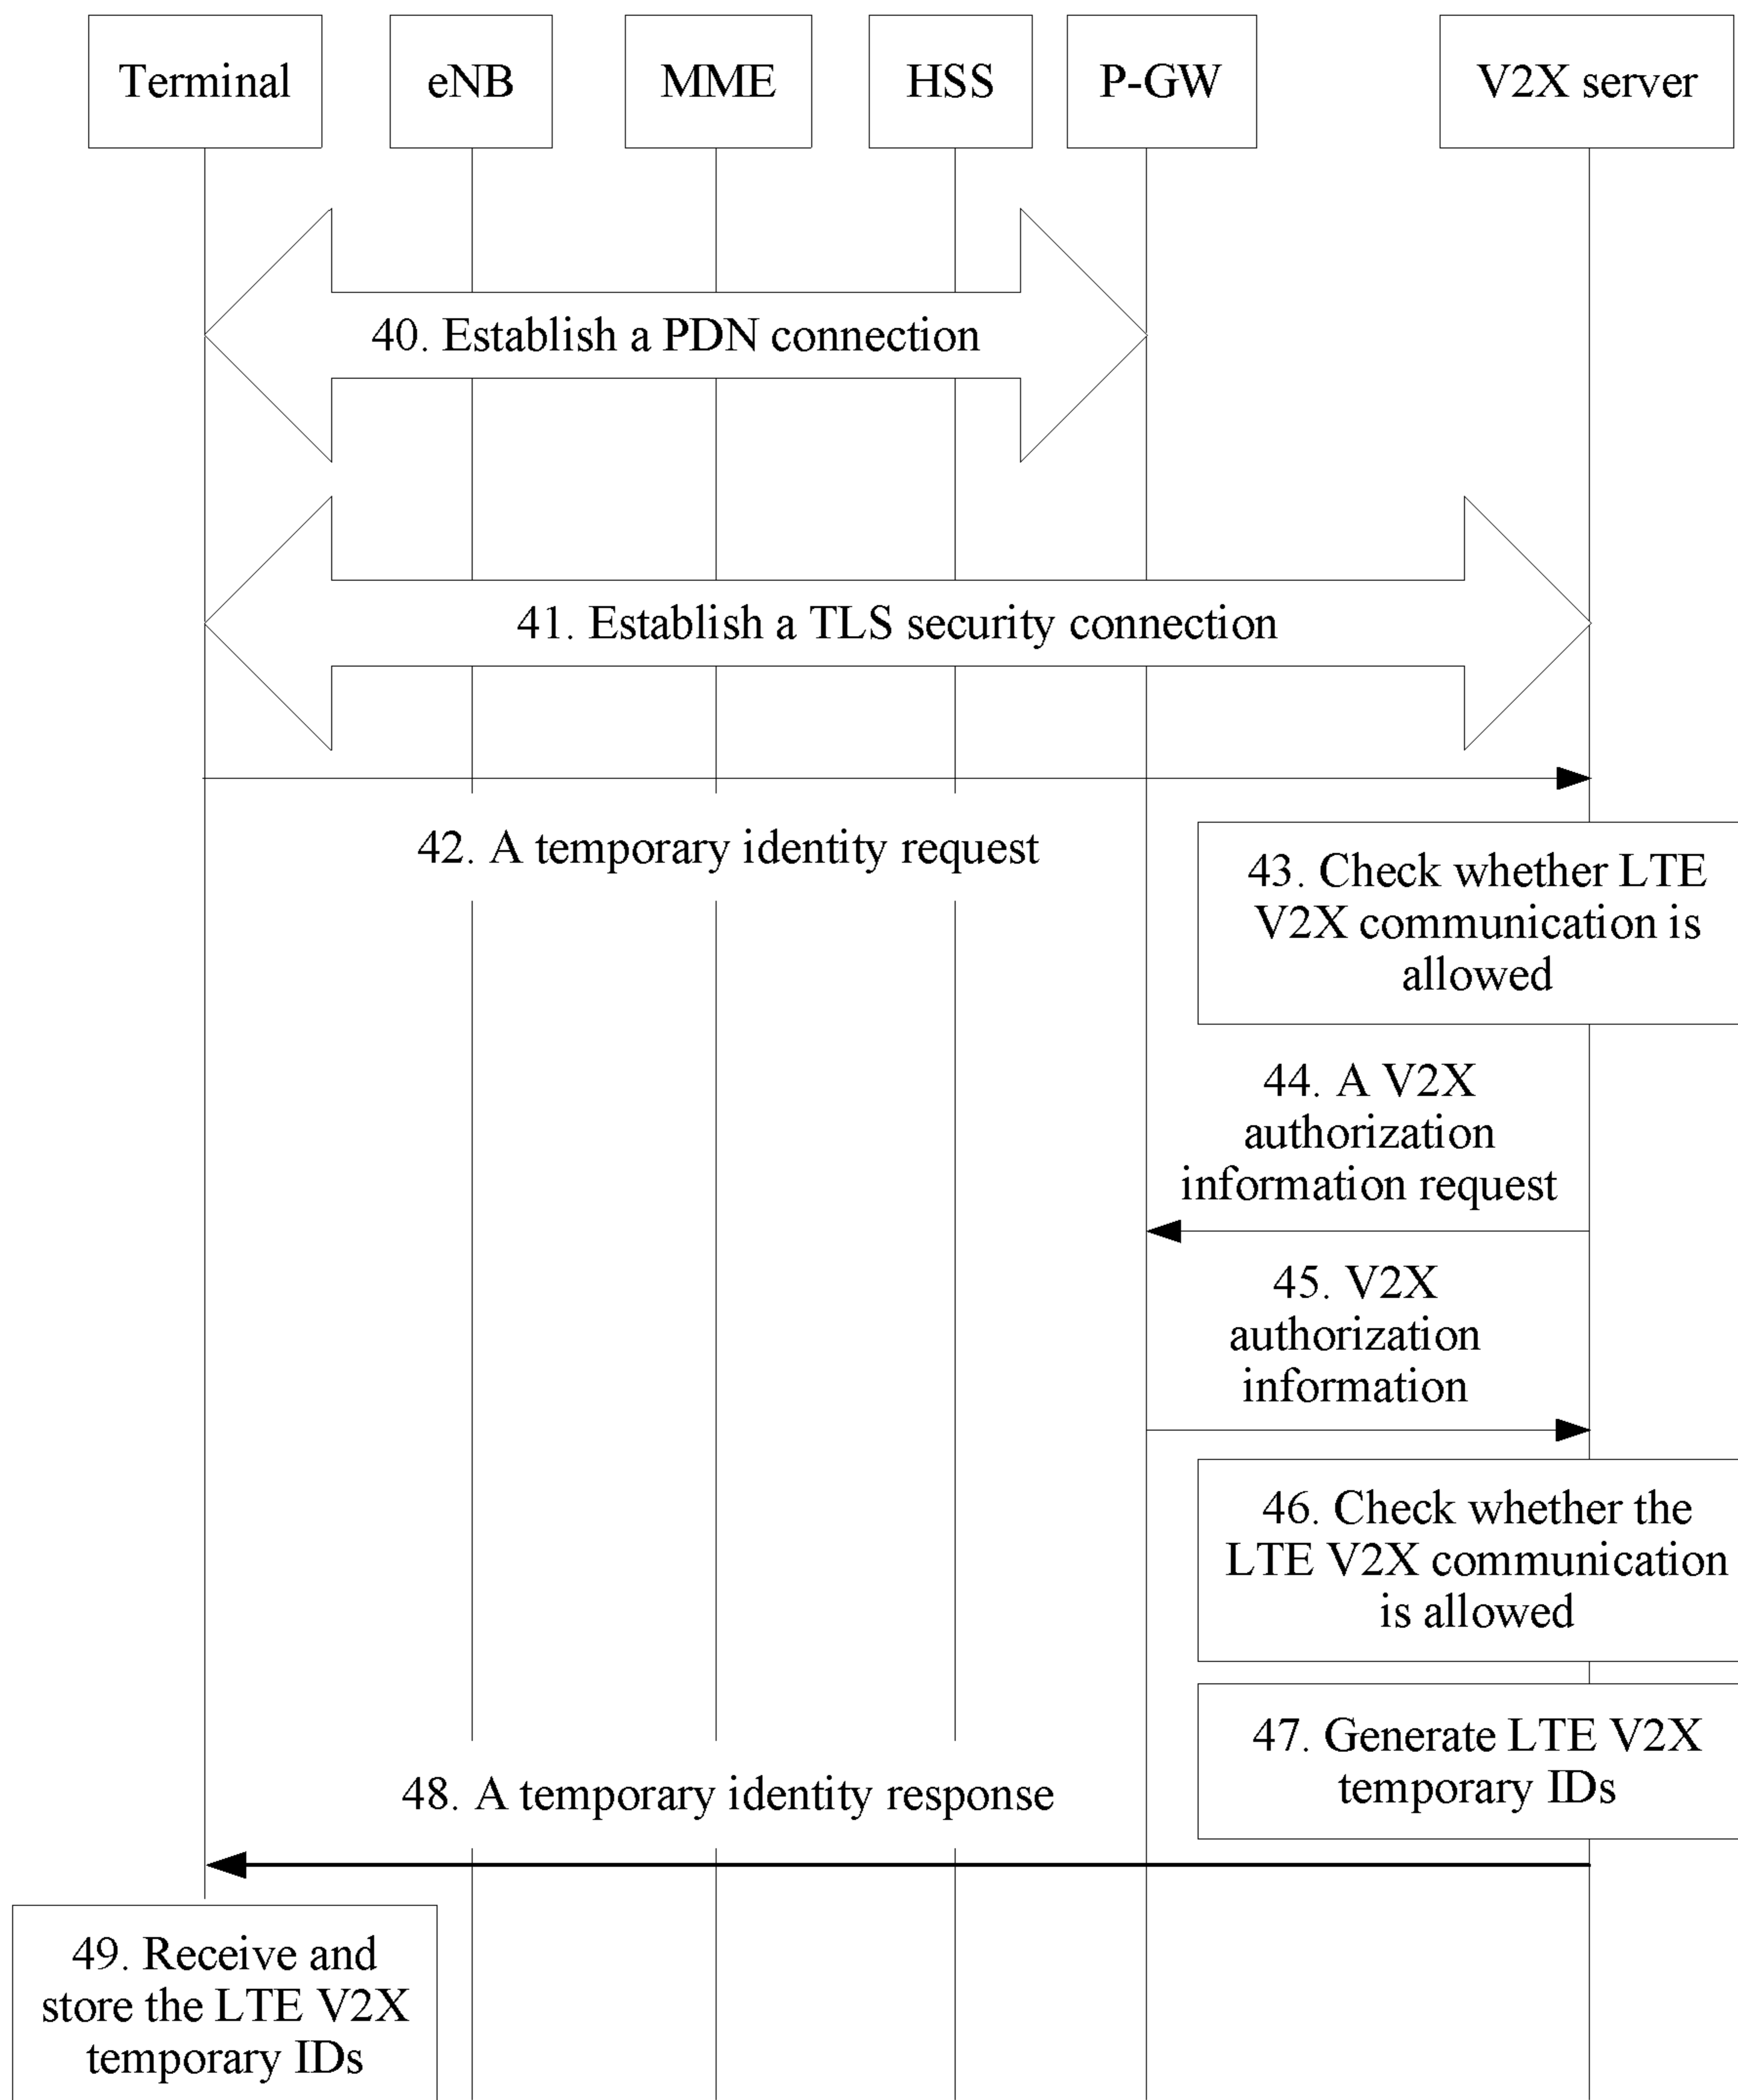 Terminal
eNB
MME
HSS
P-GW
V2X server
40. Establish a PDN connection
41. Establish a TLS security connection
42. A temporary identity request
43. Check whether LTE
V2X communication is
allowed
44. A V2X
authorization
information request
45. V2X
authorization
information
46. Check whether the
LTE V2X communication
is allowed
47. Generate LTE V2X
temporary IDs
48. A temporary identity response
49. Receive and
store the LTE V2X
temporary IDs